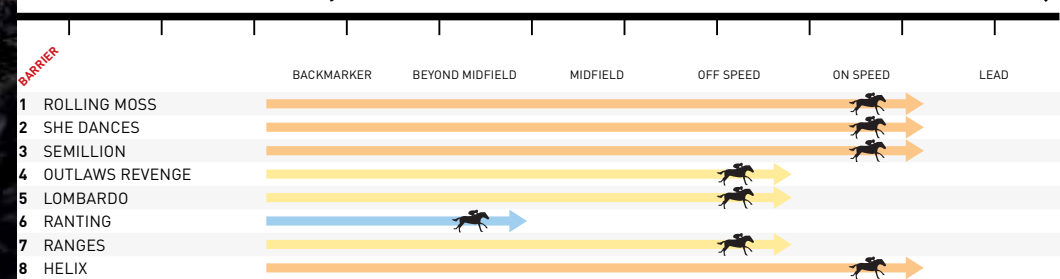 BARRIER
BACKMARKER BEYOND MIDFIELD MIDFIELD OFF SPEED ON SPEED LEAD
1 ROLLING MOSS
2 SHE DANCES
3 SEMILLION
4 OUTLAWS REVENGE
5 LOMBARDO
6 RANTING
7 RANGES
8 HELIX